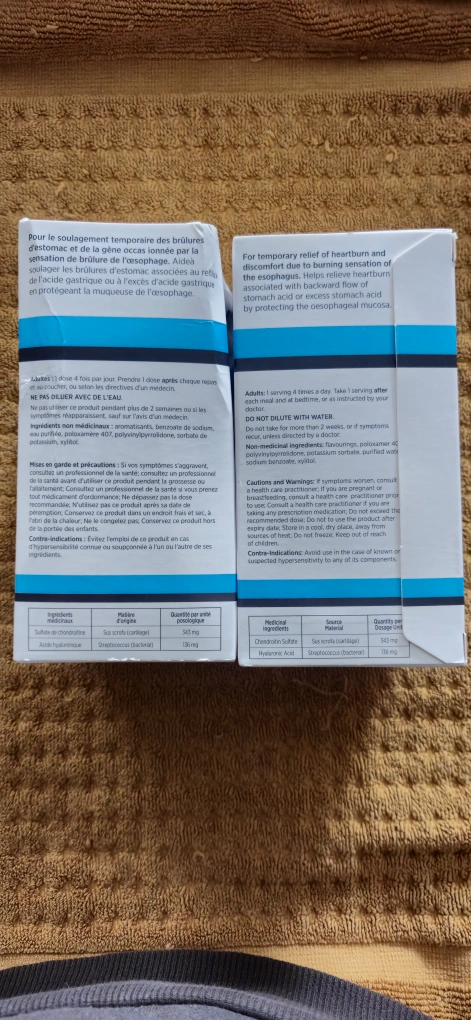 Pour le soulagement temporaire des brûlures
d'estomac et de la gêne occas ionnée par la
sensation de brûlure de l'œsophage. Aideà
soulager les brûlures d'estomac associées au reflux
de l'acide gastrique ou à l'excès d'acide gastrique
en protégeant la muqueuse de l'œsophage.
Adultes : 1 dose 4 fois par jour. Prendre 1 dose après chaque repas
et au coucher, ou selon les directives d'un médecin.
NE PAS DILUER AVEC DE L'EAU.
Ne pas utiliser ce produit pendant plus de 2 semaines ou si les
symptômes réapparaissent, sauf sur l'avis d'un médecin.
Ingrédients non médicinaux : aromatisants, benzoate de sodium,
eau purifiée, poloxamère 407, polyvinylpyrrolidone, sorbate de
potassium, xylitol.
Mises en garde et précautions : Si vos symptômes s'aggravent,
consultez un professionnel de la santé; consultez un professionnel
de la santé avant d'utiliser ce produit pendant la grossesse ou
l'allaitement; Consultez un professionnel de la santé si vous prenez
tout médicament d'ordonnance; Ne dépassez pas la dose
recommandée; N'utilisez pas ce produit après sa date de
péremption; Conservez ce produit dans un endroit frais et sec, à
l'abri de la chaleur; Ne le congelez pas; Conservez ce produit hors
de la portée des enfants.
Contre-indications : Évitez l'emploi de ce produit en cas
d'hypersensibilité connue ou soupçonnée à l'un ou l'autre de ses
ingrédients.
Ingrédients médicinaux Matière d'origine Quantité par unité posologique
Sulfate de chondroïtine Sus scrofa (cartilage) 343 mg
Acide hyaluronique Streptococcus (bacterial) 136 mg
For temporary relief of heartburn and
discomfort due to burning sensation of
the esophagus. Helps relieve heartburn
associated with backward flow of
stomach acid or excess stomach acid
by protecting the oesophageal mucosa.
Adults: 1 serving 4 times a day. Take 1 serving after
each meal and at bedtime, or as instructed by your
doctor.
DO NOT DILUTE WITH WATER.
Do not take for more than 2 weeks, or if symptoms
recur, unless directed by a doctor.
Non-medicinal ingredients: flavourings, poloxamer
polyvinylpyrrolidone, potassium sorbate, purified
sodium benzoate, xylitol.
Cautions and Warnings: If symptoms worsen, consult
a health care practitioner; If you are pregnant or
breastfeeding, consult a health care practitioner prior
to use; Consult a health care practitioner if you are
taking any prescription medication; Do not exceed the
recommended dose; Do not to use the product after
expiry date; Store in a cool, dry place, away from
sources of heat; Do not freeze; Keep out of reach
of children.
Contra-Indications: Avoid use in the case of known or
suspected hypersensitivity to any of its components.
Medicinal Ingredients Source Material Quantity per Dosage Unit
Chondroitin Sulfate Sus scrofa (cartilage) 343 mg
Hyaluronic Acid Streptococcus (bacterial) 136 mg